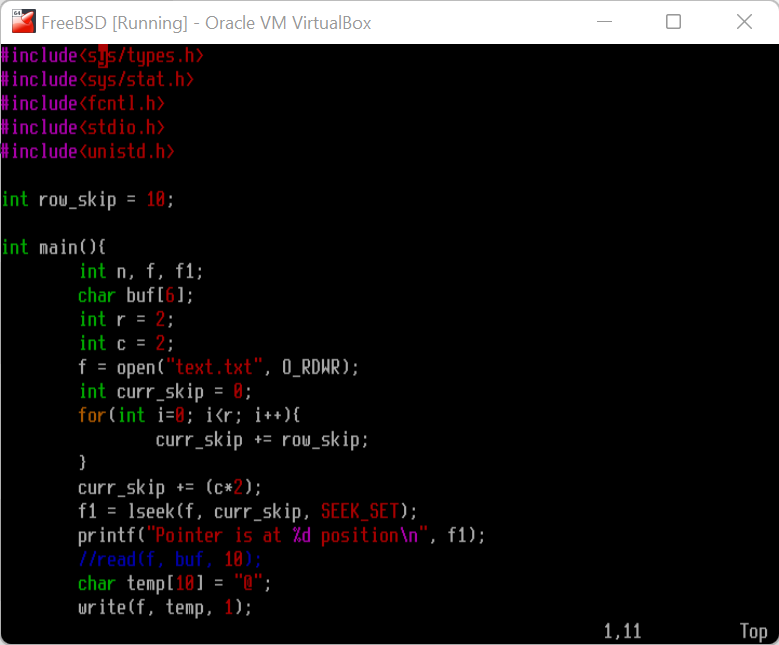 FreeBSD [Running] - Oracle VM VirtualBox
#include<sys/types.h>
#include<sys/stat.h>
#include<fcntl.h>
#include<stdio.h>
#include<unistd.h>
int row_skip = 10;
int main(){
        int n, f, f1;
        char buf[6];
        int r = 2;
        int c = 2;
        f = open("text.txt", O_RDWR);
        int curr_skip = 0;
        for(int i=0; i<r; i++){
                curr_skip += row_skip;
        }
        curr_skip += (c*2);
        f1 = lseek(f, curr_skip, SEEK_SET);
        printf("Pointer is at %d position\n", f1);
        //read(f, buf, 10);
        char temp[10] = "@";
        write(f, temp, 1);
1,11 Top